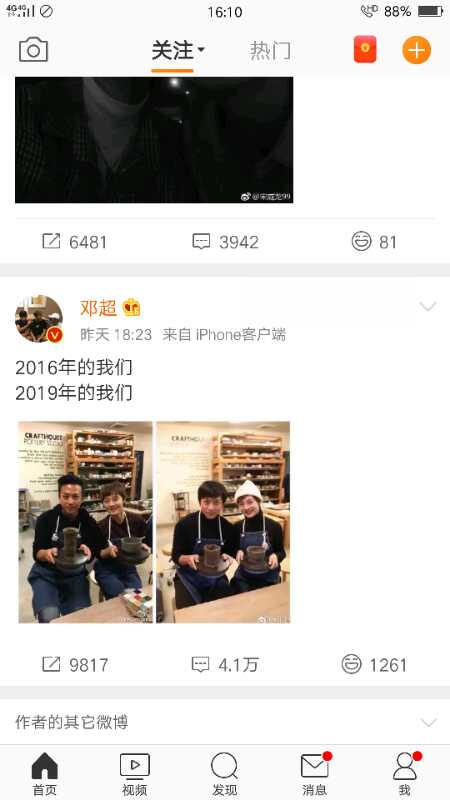 4G 4G
16:10
HD
88%
关注
热门
@宋威龙99
6481
3942
81
邓超
昨天 18:23 来自 iPhone客户端
2016年的我们
2019年的我们
CRAFTHOUSE
POTTERY STUDIO
CRAFTHOUSE
9817
4.1万
1261
作者的其它微博
首页
视频
发现
消息
我